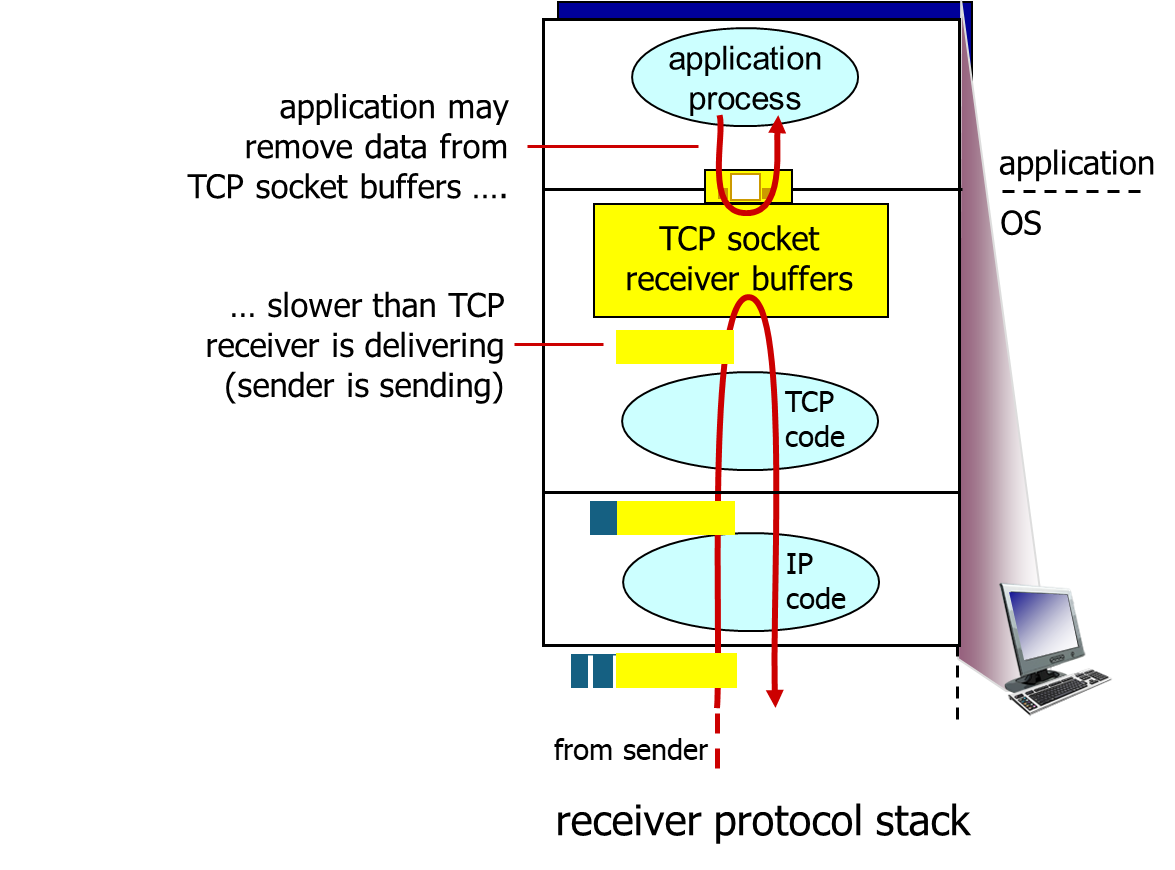 application
process
application may
remove data from
TCP socket buffers ….
application
OS
TCP socket
receiver buffers
… slower than TCP
receiver is delivering
(sender is sending)
TCP
code
IP
code
from sender
receiver protocol stack